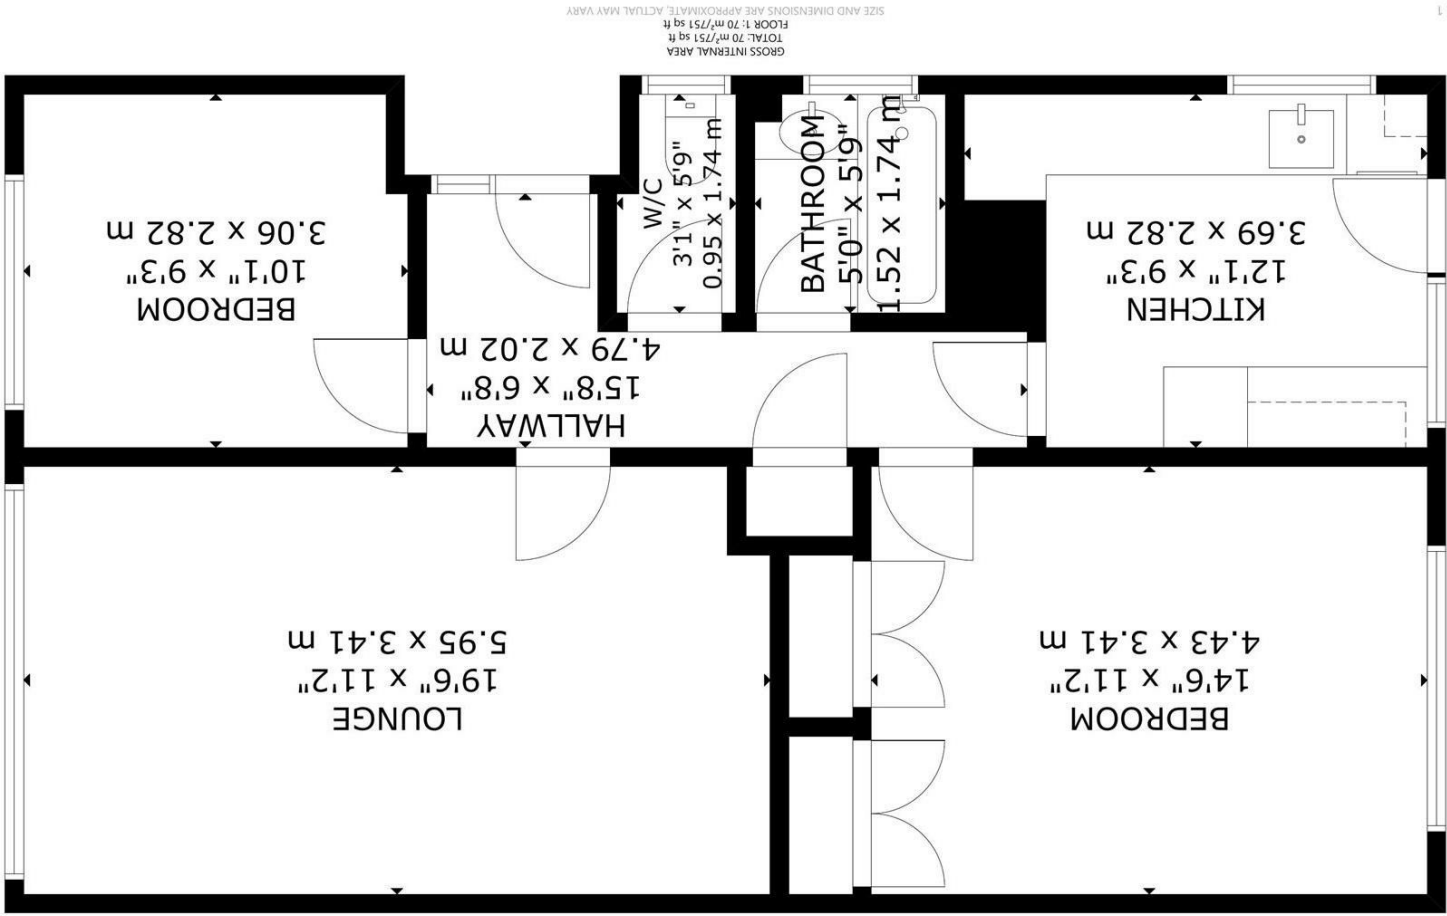 BEDROOM
14'6" x 11'2"
4.43 x 3.41 m
LOUNGE
19'6" x 11'2"
5.95 x 3.41 m
KITCHEN
12'1" x 9'3"
3.69 x 2.82 m
HALLWAY
15'8" x 6'8"
4.79 x 2.02 m
BEDROOM
10'1" x 9'3"
3.06 x 2.82 m
BATHROOM
5'0" x 5'9"
1.52 x 1.74 m
W/C
3'1" x 5'9"
0.95 x 1.74 m
GROSS INTERNAL AREA
TOTAL: 70 m²/751 sq ft
FLOOR 1: 70 m²/751 sq ft
SIZE AND DIMENSIONS ARE APPROXIMATE, ACTUAL MAY VARY
1